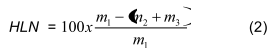 HLN = 100x (m₁ − (m₂ + m₃)) / m₁ (2)